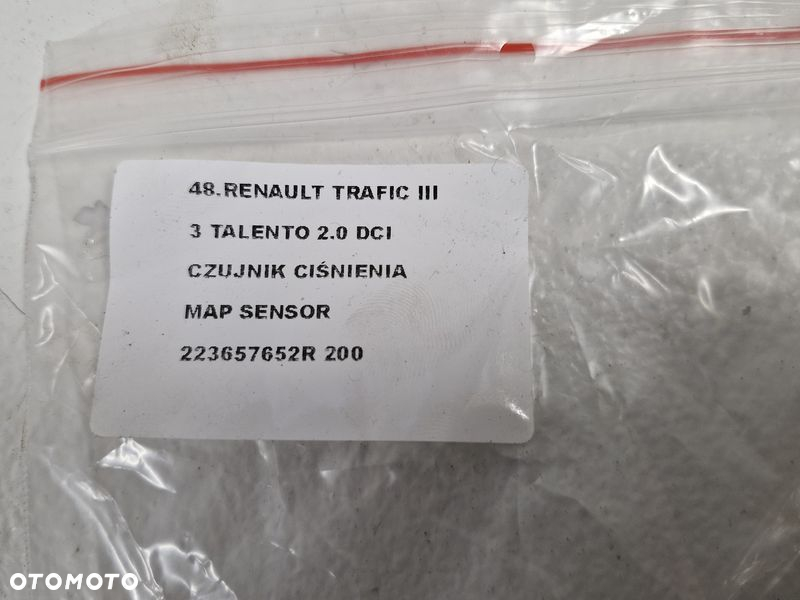 48.RENAULT TRAFIC III
3 TALENTO 2.0 DCI
CZUJNIK CIŚNIENIA
MAP SENSOR
223657652R 200
OTOMOTO